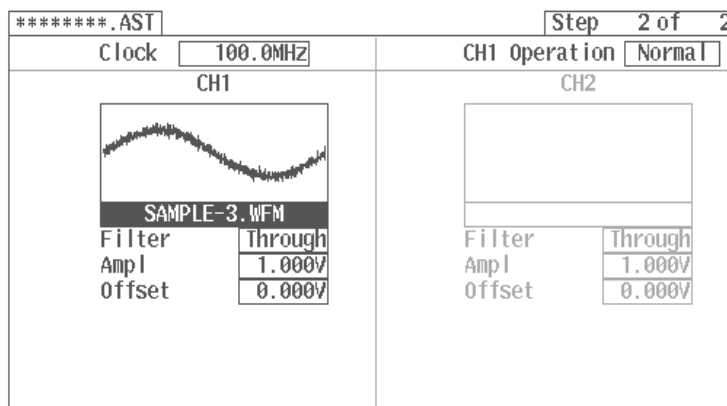 ********.AST Step 2 of 2
Clock 100.0MHz CH1 Operation Normal
CH1
SAMPLE-3.WFM
Filter Through
Ampl 1.000V
Offset 0.000V
CH2
Filter Through
Ampl 1.000V
Offset 0.000V